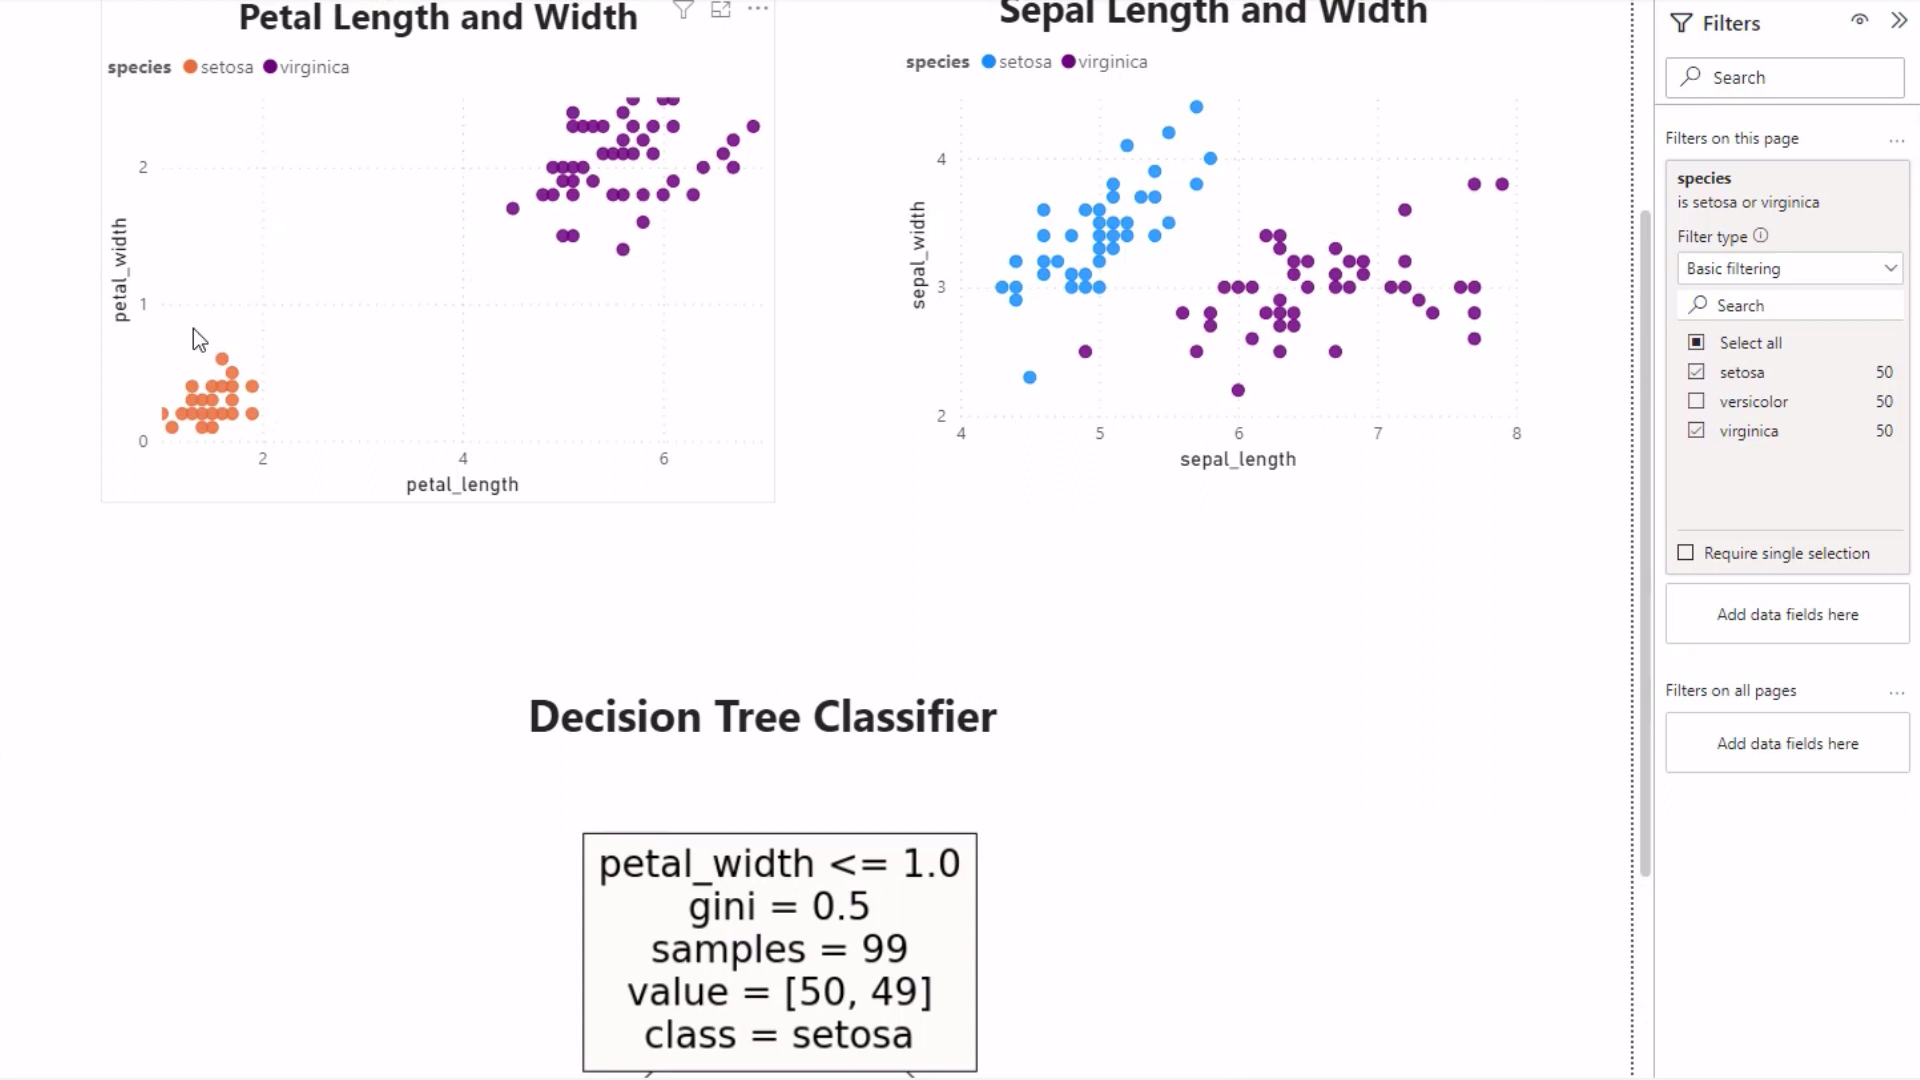 Petal Length and Width
species setosa virginica
2
1
0
petal_width
2 4 6
petal_length
Sepal Length and Width
species setosa virginica
4
3
2
sepal_width
4 5 6 7 8
sepal_length
Decision Tree Classifier
petal_width <= 1.0
gini = 0.5
samples = 99
value = [50, 49]
class = setosa
Filters
Search
Filters on this page
species
is setosa or virginica
Filter type
Basic filtering
Search
Select all
setosa 50
versicolor 50
virginica 50
Require single selection
Add data fields here
Filters on all pages
Add data fields here